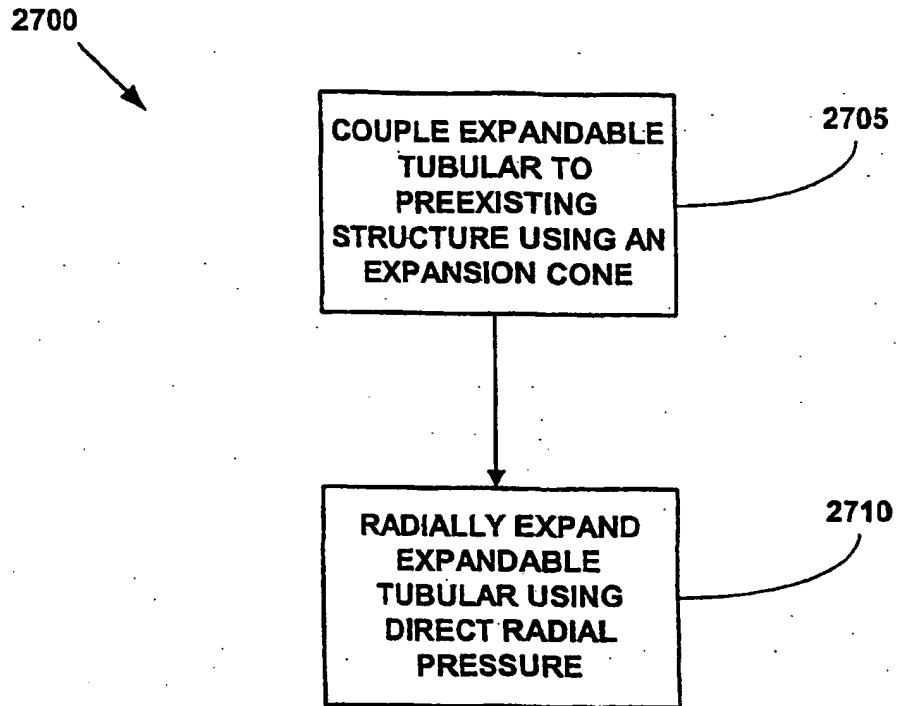 2700
COUPLE EXPANDABLE
TUBULAR TO
PREEXISTING
STRUCTURE USING AN
EXPANSION CONE
2705
RADIALLY EXPAND
EXPANDABLE
TUBULAR USING
DIRECT RADIAL
PRESSURE
2710